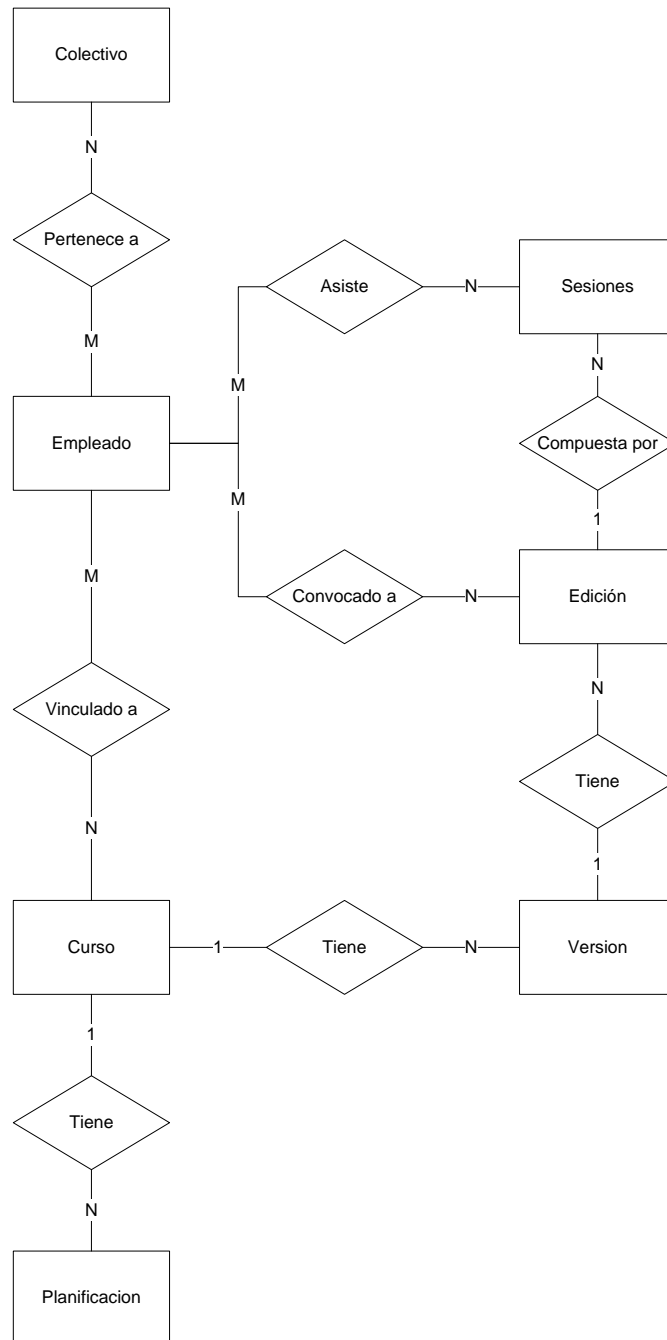 Colectivo
N
Pertenece a
M
Asiste
N
Sesiones
M
N
Empleado
Compuesta por
M
1
M
Convocado a
N
Edición
N
Vinculado a
Tiene
N
1
Curso
1
Tiene
N
Version
1
Tiene
N
Planificacion